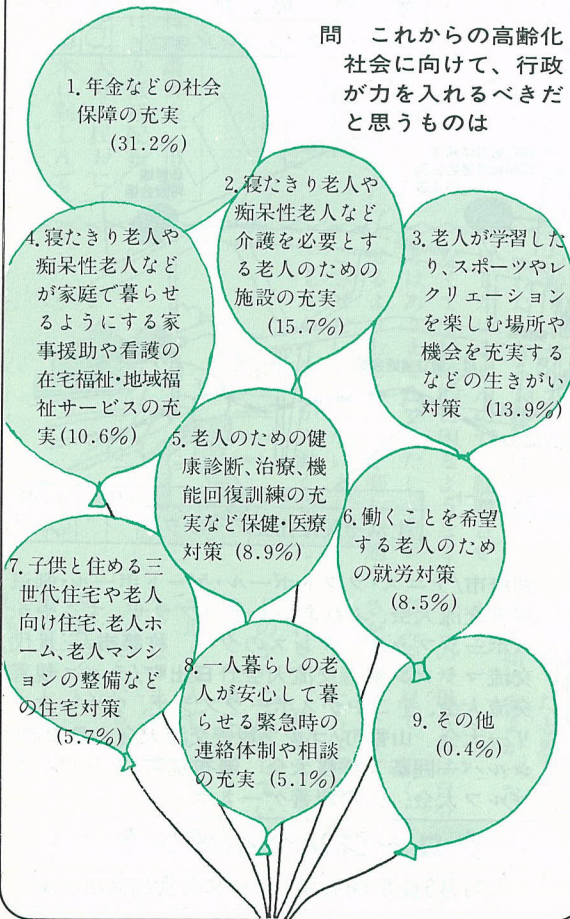 問 これからの高齢化
社会に向けて、行政
が力を入れるべきだ
と思うものは
1. 年金などの社会
保障の充実
(31.2%)
2. 寝たきり老人や
痴呆性老人など
介護を必要とす
る老人のための
施設の充実
(15.7%)
3. 老人が学習した
り、スポーツやレ
クリエーション
を楽しむ場所や
機会を充実する
などの生きがい
対策 (13.9%)
4. 寝たきり老人や
痴呆性老人など
が家庭で暮らせ
るようにする家
事援助や看護の
在宅福祉・地域福
祉サービスの充
実(10.6%)
5. 老人のための健
康診断、治療、機
能回復訓練の充
実など保健・医療
対策 (8.9%)
6. 働くことを希望
する老人のため
の就労対策
(8.5%)
7. 子供と住める三
世代住宅や老人
向け住宅、老人ホ
ーム、老人マンシ
ョンの整備など
の住宅対策
(5.7%)
8. 一人暮らしの老
人が安心して暮
らせる緊急時の
連絡体制や相談
の充実 (5.1%)
9. その他
(0.4%)